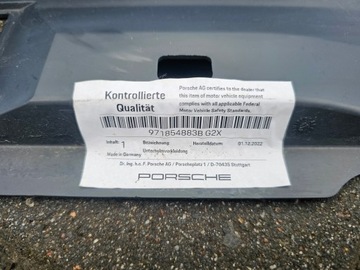 Kontrollierte
Qualität
Porsche AG certifies to the dealer that
this item of motor vehicle equipment
complies with all applicable Federal
Motor Vehicle Safety Standards.
971854883B G2X
Inhalt: 1 Bezeichnung Herstelldatum: 01.12.2022
Made in Germany
Dr. Ing. h.c. F. Porsche AG / Porscheplatz 1 / D-70435 Stuttgart
PORSCHE